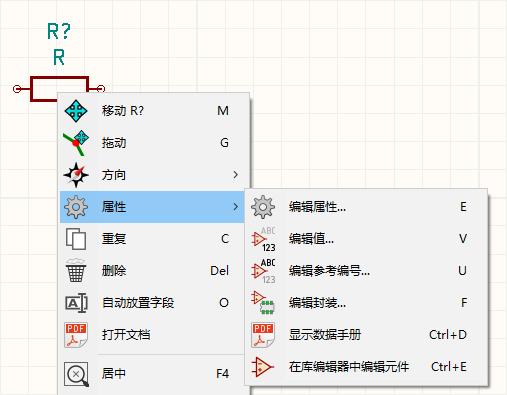 R?
R
移动 R? M
拖动 G
方向
属性
重复 C
删除 Del
自动放置字段 O
PDF 打开文档
居中 F4
编辑属性... E
ABC 123 编辑值... V
ABC 123 编辑参考编号... U
编辑封装... F
PDF 显示数据手册 Ctrl+D
在库编辑器中编辑元件 Ctrl+E